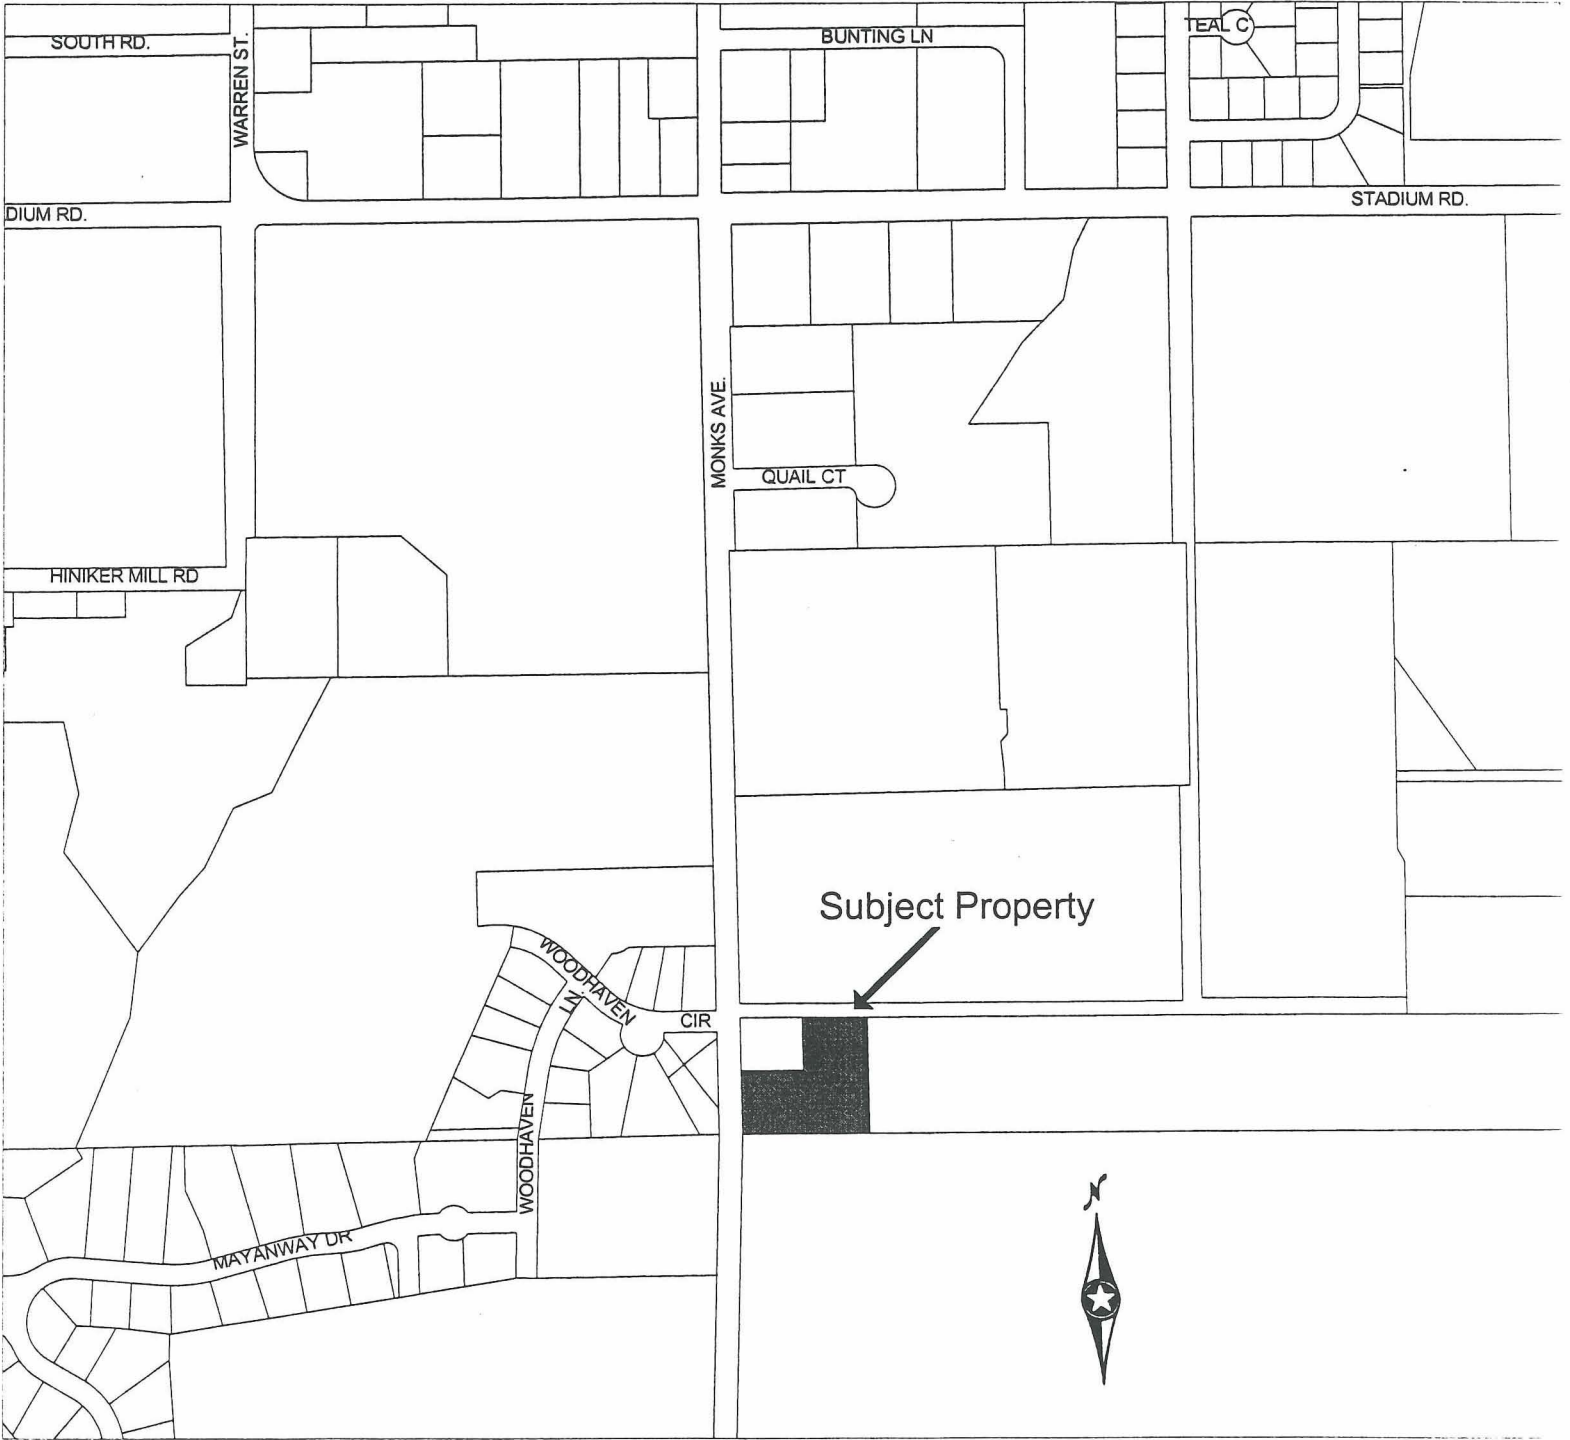 SOUTH RD.
WARREN ST.
BUNTING LN
TEAL C
DIUM RD.
STADIUM RD.
MONKS AVE.
QUAIL CT
HINIKER MILL RD
Subject Property
WOODHAVEN
LN.
CIR
WOODHAVEN
MAYANWAY DR
N